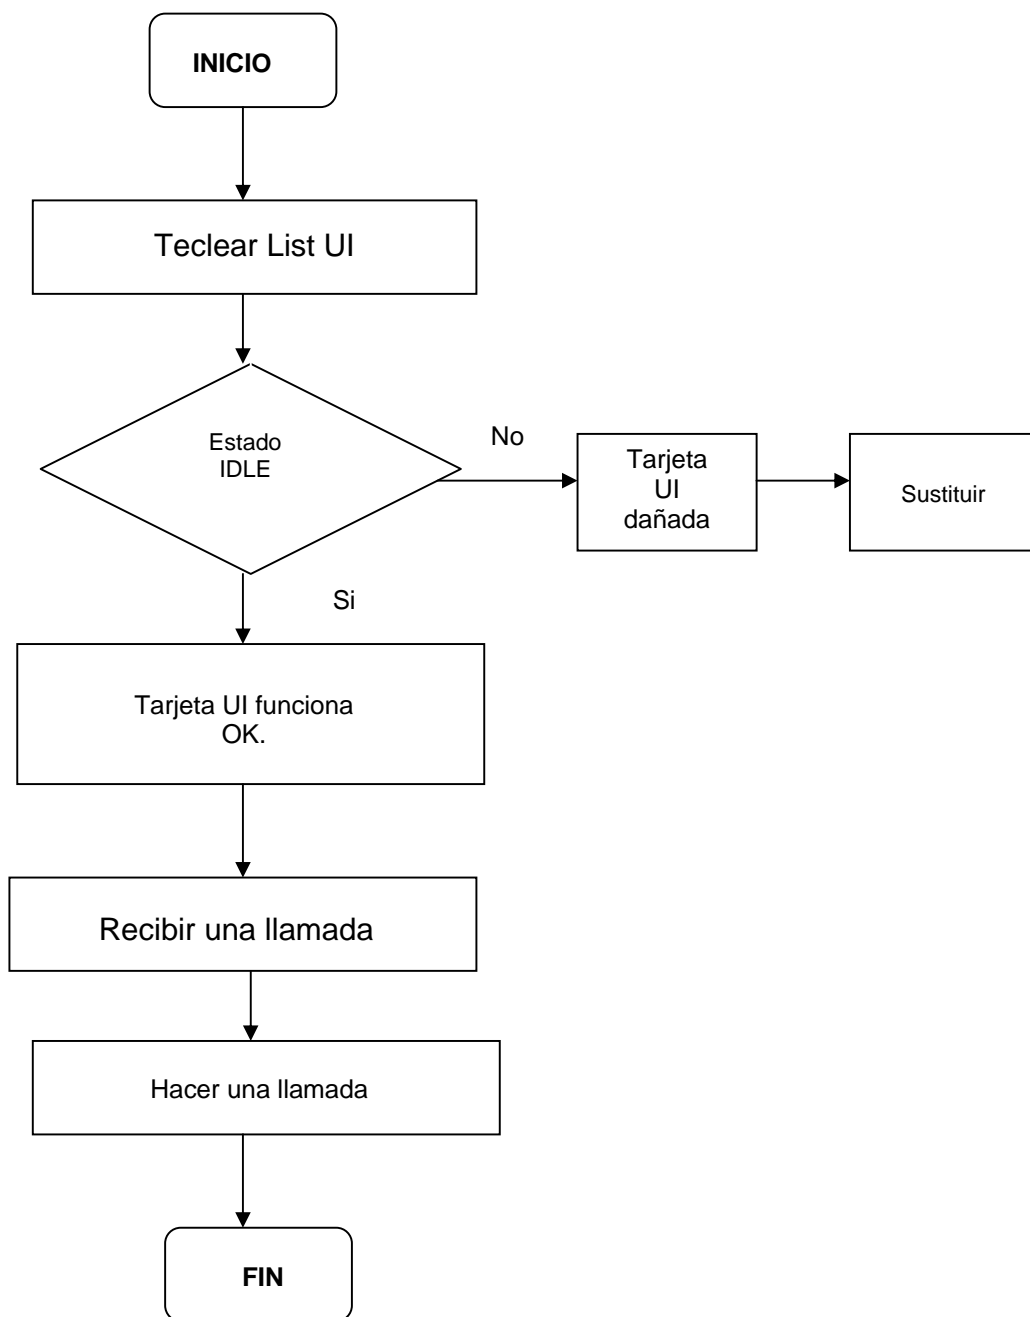 INICIO
Teclear List UI
Estado
IDLE
No
Tarjeta
UI
dañada
Sustituir
Si
Tarjeta UI funciona
OK.
Recibir una llamada
Hacer una llamada
FIN